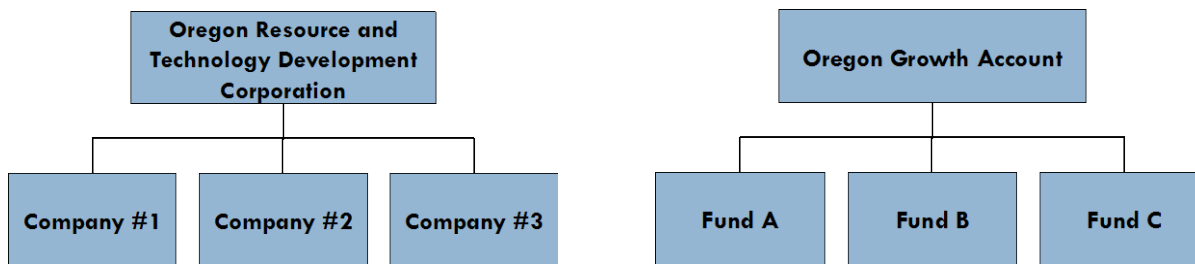 Oregon Resource and
Technology Development
Corporation
Oregon Growth Account
Company #1
Company #2
Company #3
Fund A
Fund B
Fund C